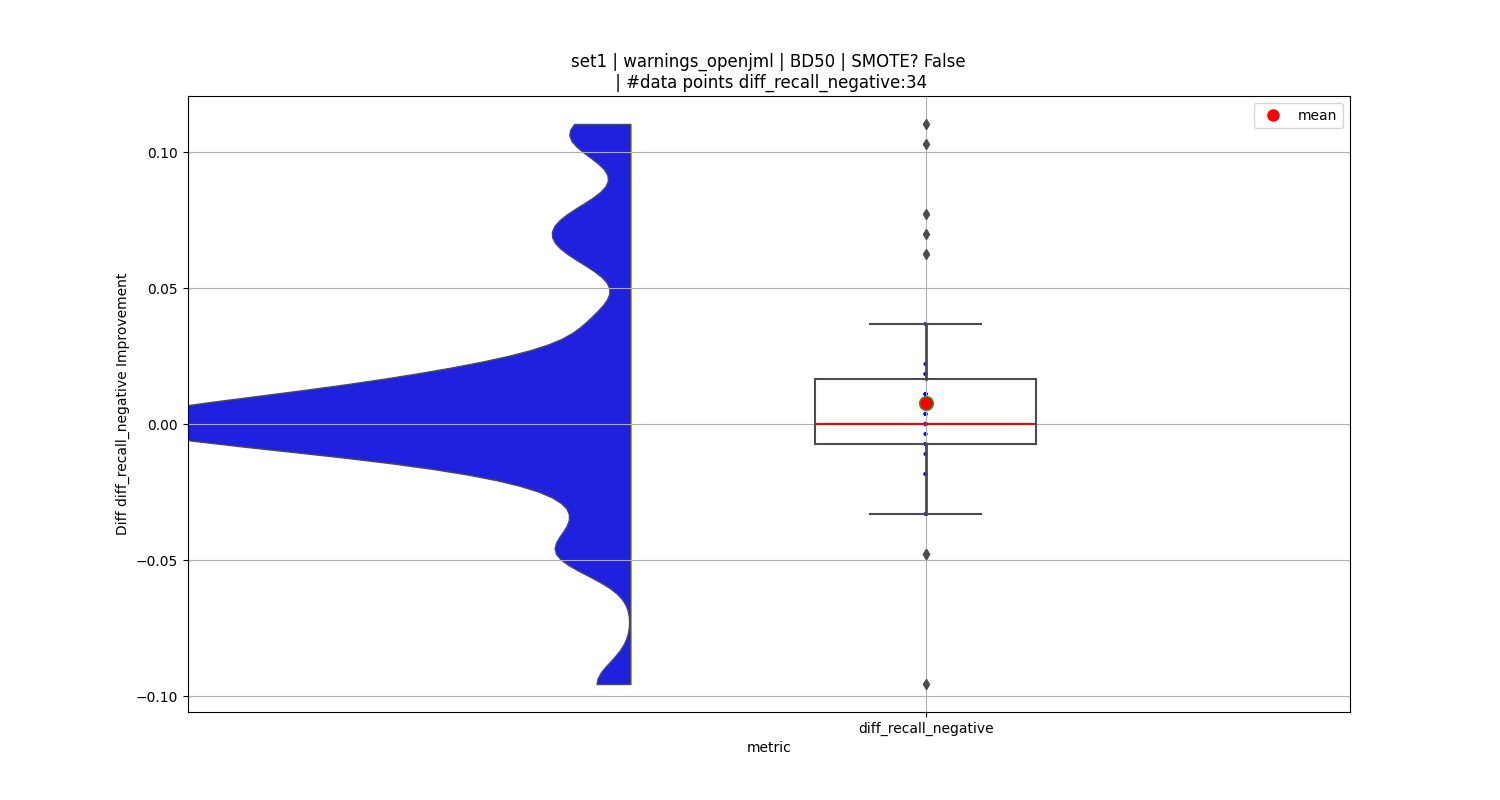 set1 | warnings_openjml | BD50 | SMOTE? False
| #data points diff_recall_negative:34
mean
0.10
0.05
0.00
−0.05
−0.10
Diff diff_recall_negative Improvement
diff_recall_negative
metric